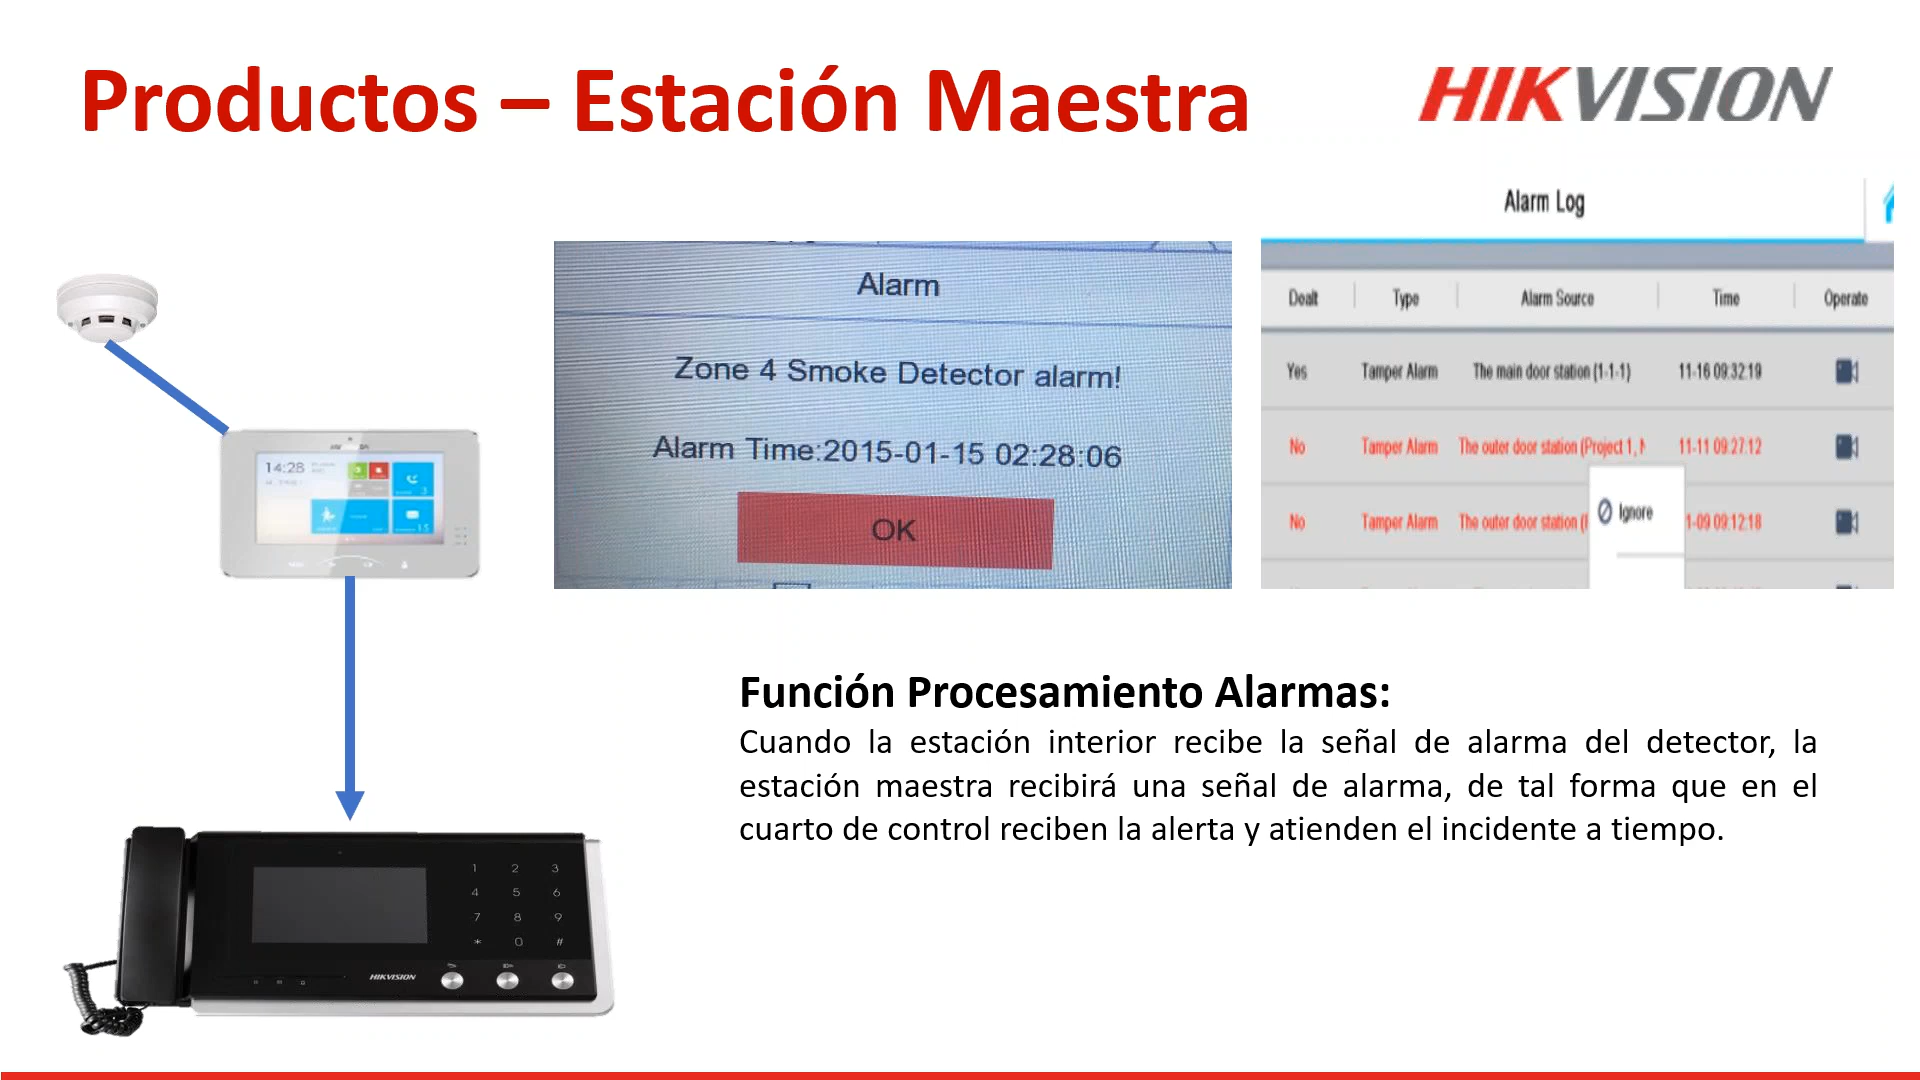 Productos – Estación Maestra
HIKVISION
Alarm Log
Alarm
Zone 4 Smoke Detector alarm!
Alarm Time:2015-01-15 02:28:06
OK
Dealt Type Alarm Source Time Operate
Yes Tamper Alarm The main door station (1-1-1) 11-16 09:32:19
No Tamper Alarm The outer door station (Project 1, 11-11 09:27:12
No Tamper Alarm The outer door station 1-09 09:12:18
Ignore
14:28
Función Procesamiento Alarmas:
Cuando la estación interior recibe la señal de alarma del detector, la
estación maestra recibirá una señal de alarma, de tal forma que en el
cuarto de control reciben la alerta y atienden el incidente a tiempo.
1 2 3
4 5 6
7 8 9
* 0 #
HIKVISION